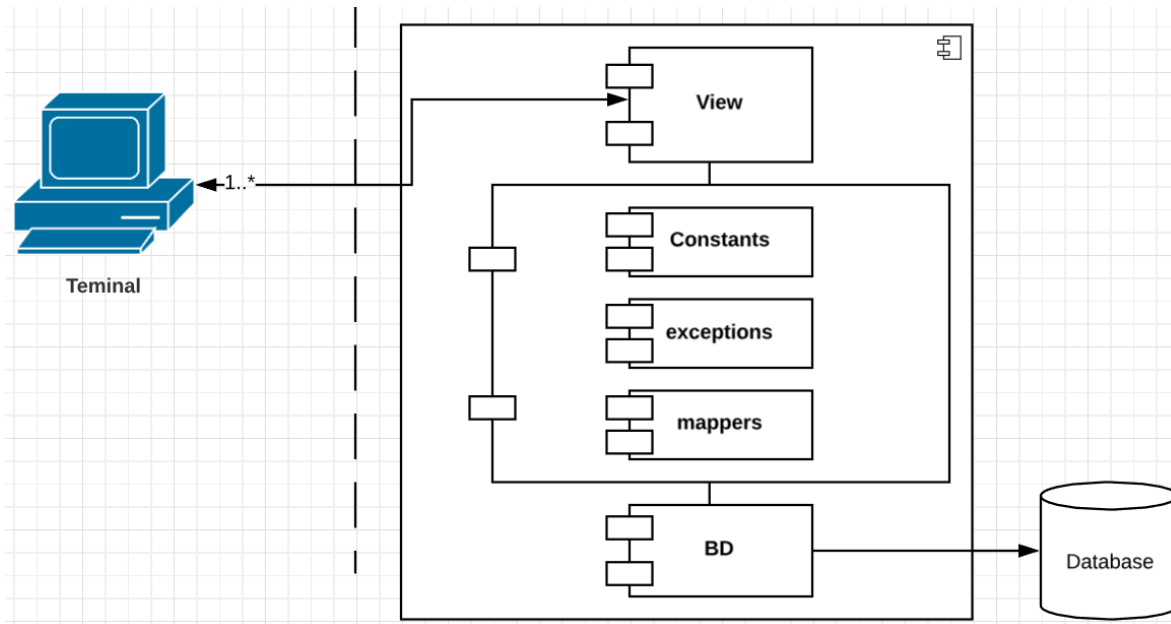 View
1..*
Constants
Teminal
exceptions
mappers
BD
Database